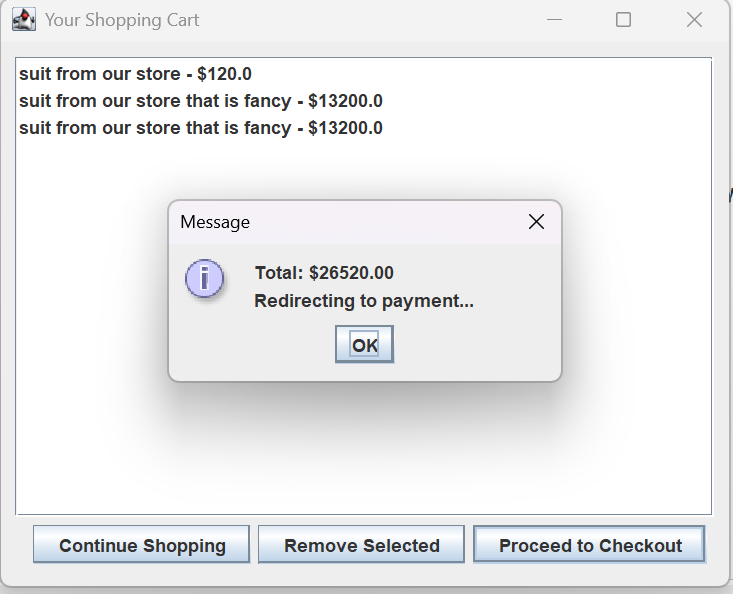 Your Shopping Cart
suit from our store - $120.0
suit from our store that is fancy - $13200.0
suit from our store that is fancy - $13200.0
Message
Total: $26520.00
Redirecting to payment...
OK
Continue Shopping
Remove Selected
Proceed to Checkout